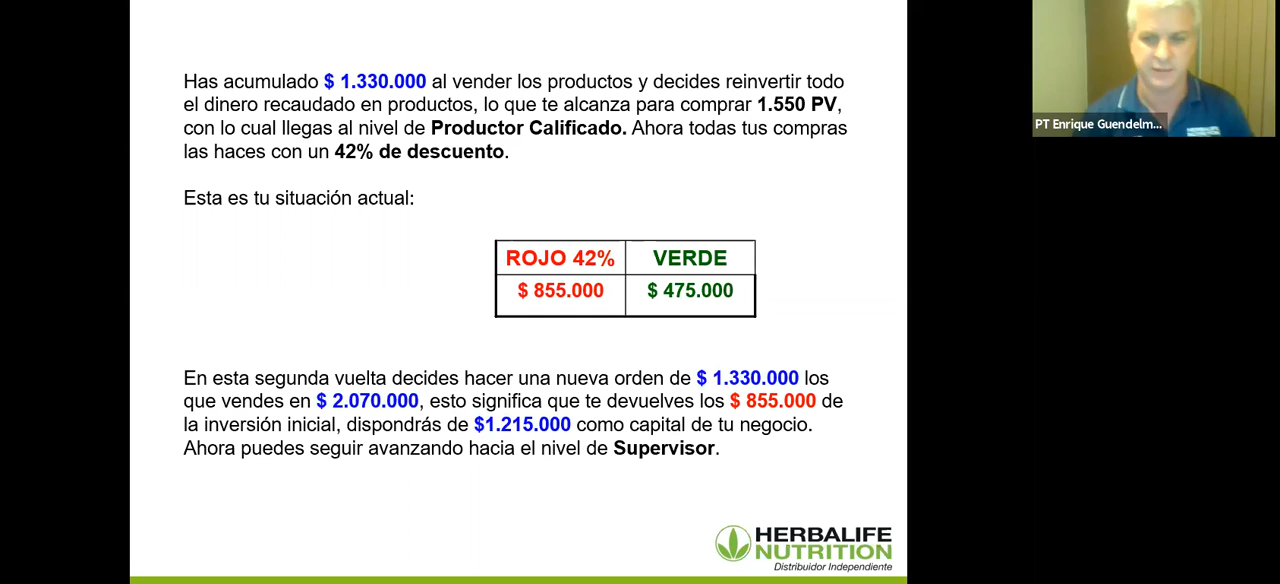 Has acumulado $ 1.330.000 al vender los productos y decides reinvertir todo
el dinero recaudado en productos, lo que te alcanza para comprar 1.550 PV,
con lo cual llegas al nivel de Productor Calificado. Ahora todas tus compras
las haces con un 42% de descuento.
Esta es tu situación actual:
ROJO 42% VERDE
$ 855.000 $ 475.000
En esta segunda vuelta decides hacer una nueva orden de $ 1.330.000 los
que vendes en $ 2.070.000, esto significa que te devuelves los $ 855.000 de
la inversión inicial, dispondrás de $1.215.000 como capital de tu negocio.
Ahora puedes seguir avanzando hacia el nivel de Supervisor.
HERBALIFE
NUTRITION
Distribuidor Independiente
PT Enrique Guendelm...